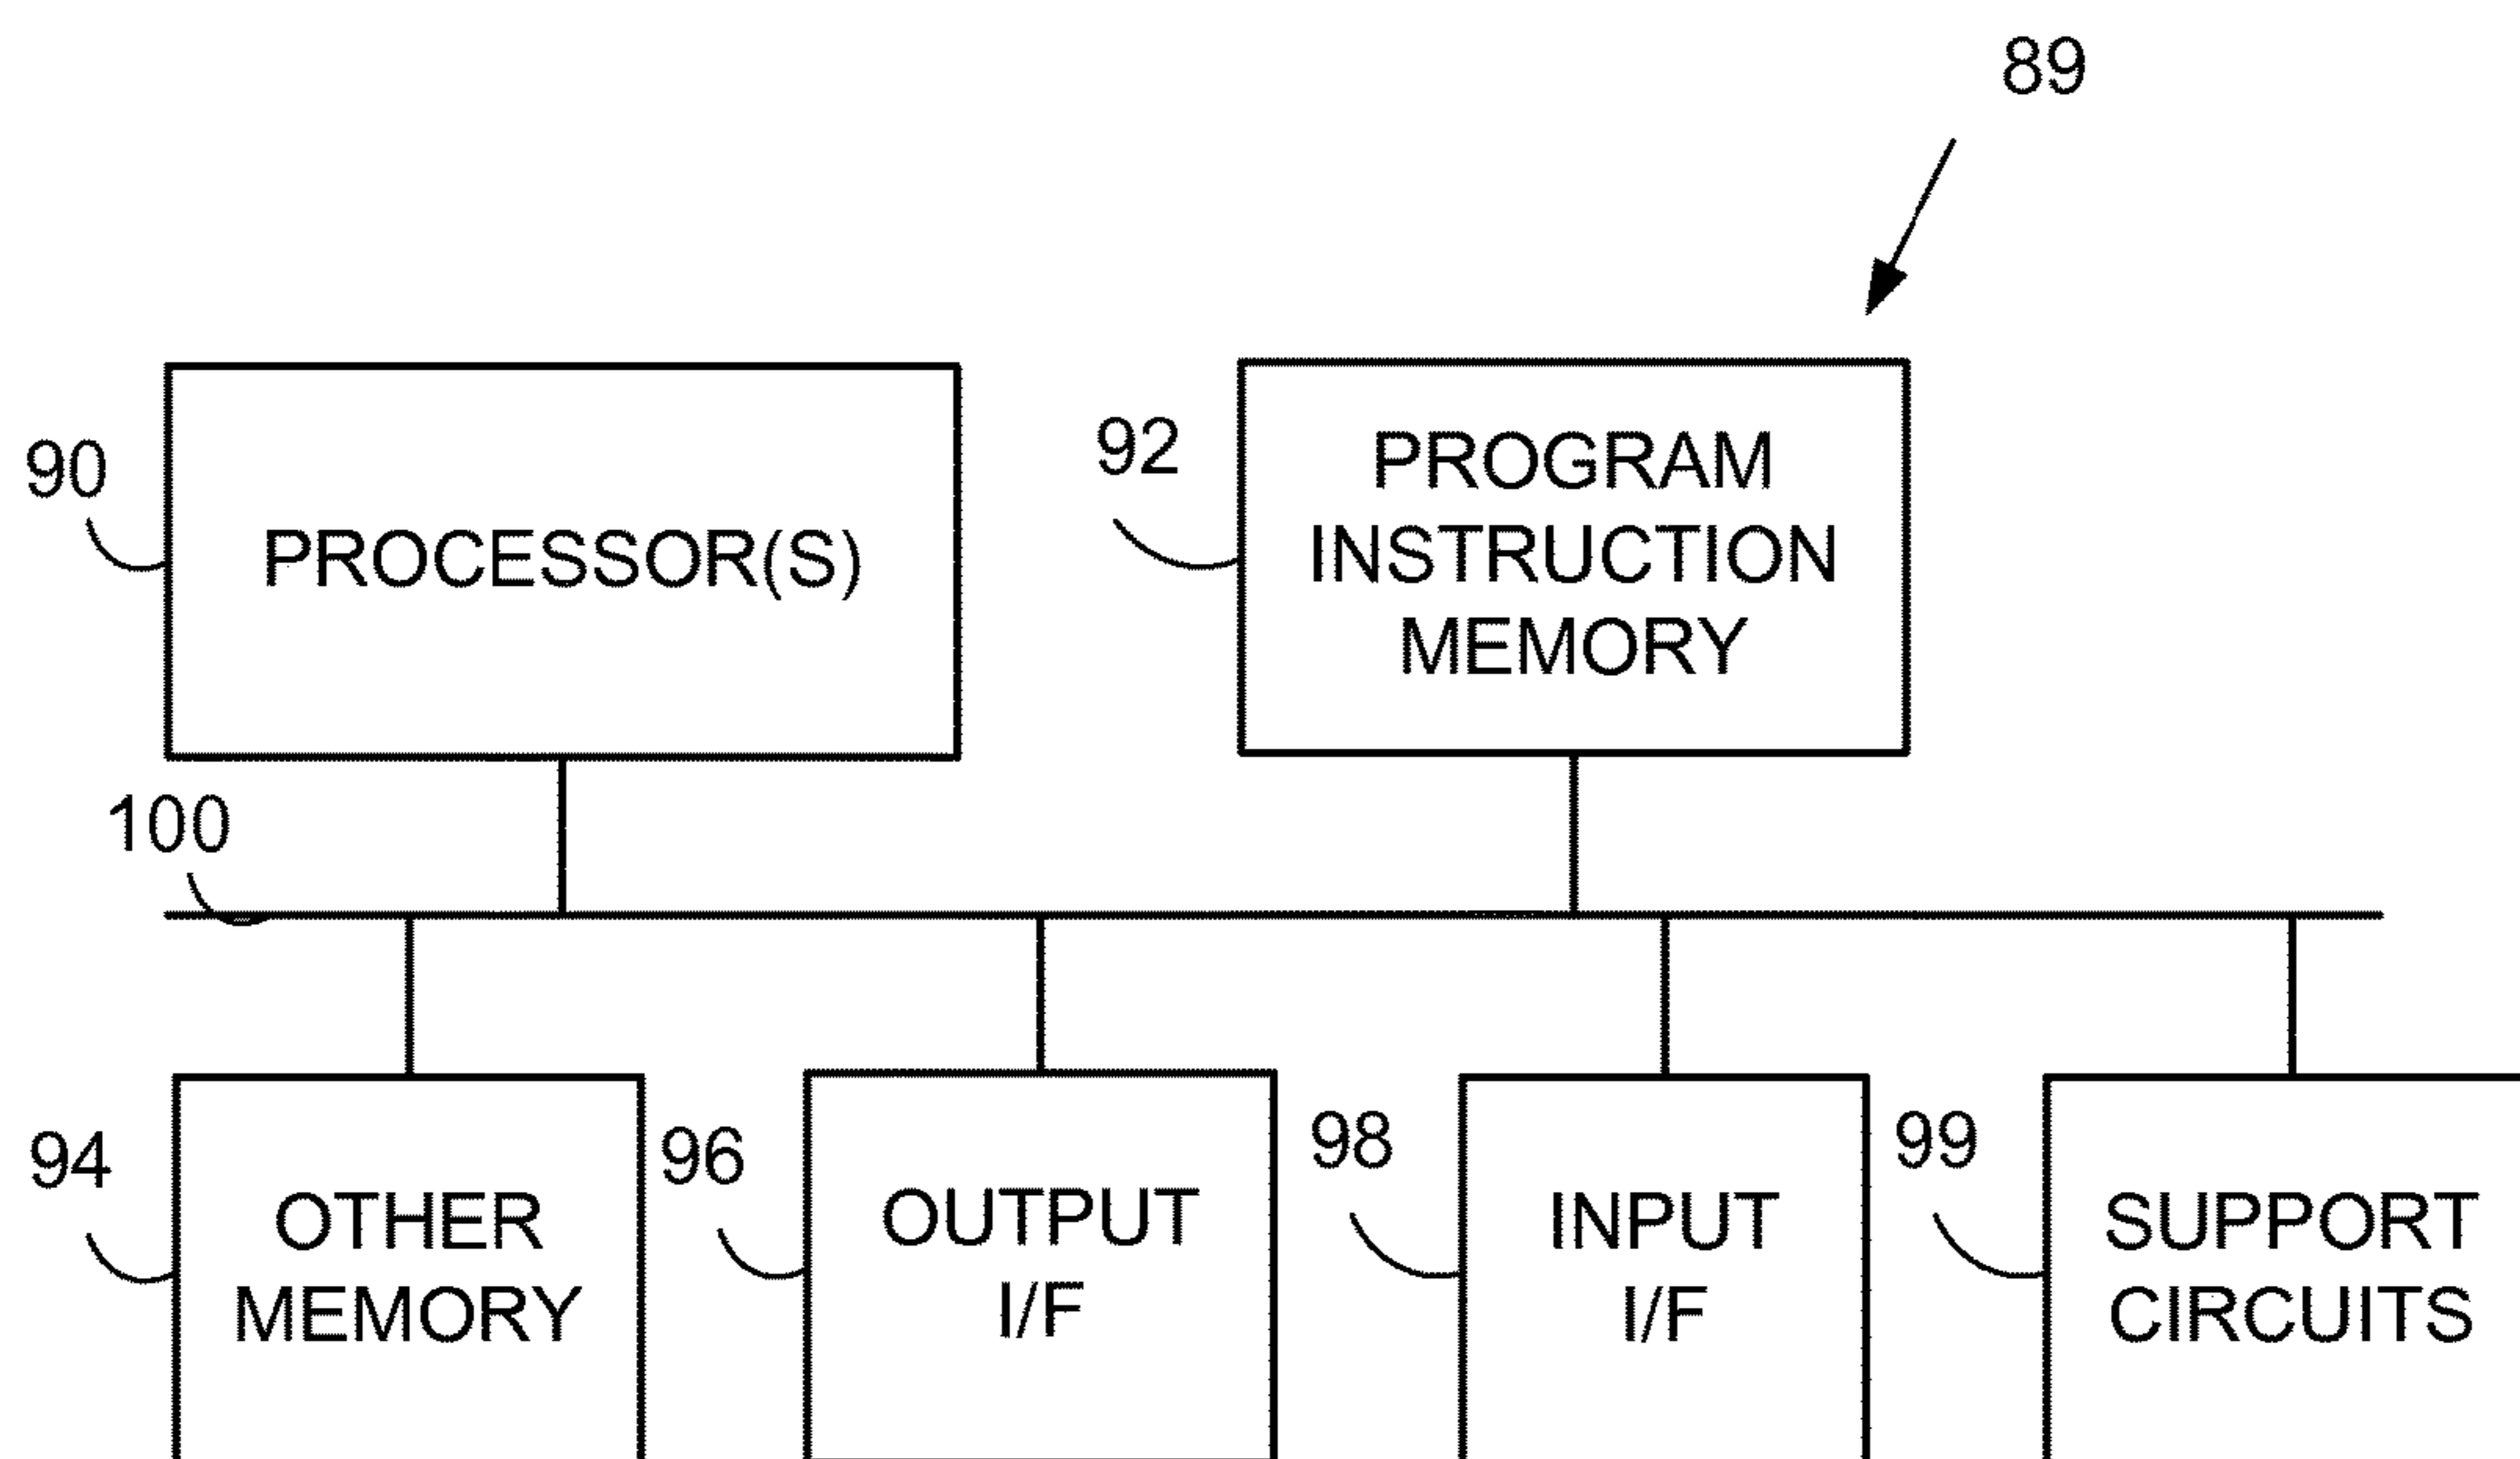 89
90
PROCESSOR(S)
92
PROGRAM
INSTRUCTION
MEMORY
100
94
OTHER
MEMORY
96
OUTPUT
I/F
98
INPUT
I/F
99
SUPPORT
CIRCUITS